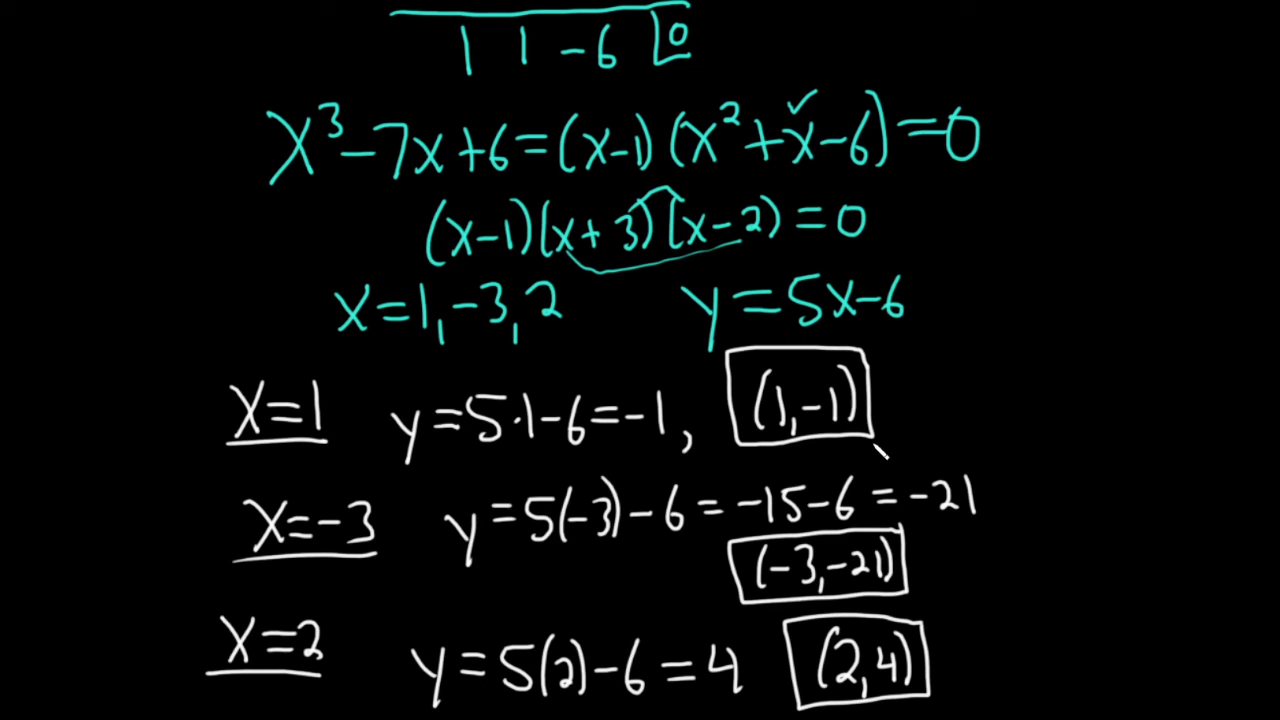 1 1 -6 0
x³-7x+6=(x-1)(x²+x-6)=0
(x-1)(x+3)(x-2)=0
x=1,-3,2 y=5x-6
x=1 y=5·1-6=-1, (1,-1)
x=-3 y=5(-3)-6=-15-6=-21
(-3,-21)
x=2 y=5(2)-6=4 (2,4)